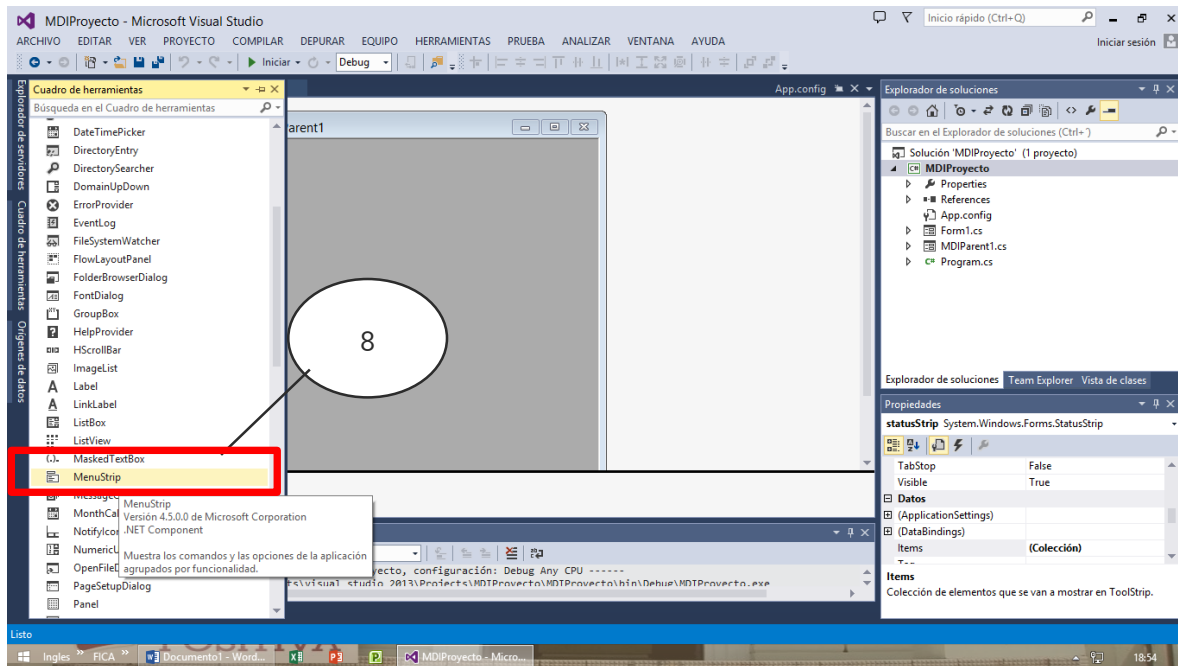 MDIProyecto - Microsoft Visual Studio
Inicio rápido (Ctrl+Q)
ARCHIVO EDITAR VER PROYECTO COMPILAR DEPURAR EQUIPO HERRAMIENTAS PRUEBA ANALIZAR VENTANA AYUDA
Iniciar sesión
Iniciar
Debug
Explorador de servidores
Cuadro de herramientas
Orígenes de datos
Cuadro de herramientas
Búsqueda en el Cuadro de herramientas
DateTimePicker
DirectoryEntry
DirectorySearcher
DomainUpDown
ErrorProvider
EventLog
FileSystemWatcher
FlowLayoutPanel
FolderBrowserDialog
FontDialog
GroupBox
HelpProvider
HScrollBar
ImageList
Label
LinkLabel
ListBox
ListView
MaskedTextBox
MenuStrip
MonthCal
NotifyIcon
NumericU
OpenFileD
PageSetupDialog
Panel
MenuStrip
Versión 4.5.0.0 de Microsoft Corporation
.NET Component
Muestra los comandos y las opciones de la aplicación
agrupados por funcionalidad.
App.config
arent1
8
yecto, configuración: Debug Any CPU ------
ts\visual studio 2013\Projects\MDIProyecto\MDIProyecto\bin\Debug\MDIProyecto.exe
Explorador de soluciones
Buscar en el Explorador de soluciones (Ctrl+´)
Solución 'MDIProyecto' (1 proyecto)
MDIProyecto
Properties
References
App.config
Form1.cs
MDIParent1.cs
Program.cs
Explorador de soluciones Team Explorer Vista de clases
Propiedades
statusStrip System.Windows.Forms.StatusStrip
TabStop False
Visible True
Datos
(ApplicationSettings)
(DataBindings)
Items (Colección)
Items
Colección de elementos que se van a mostrar en ToolStrip.
Listo
Ingles » FICA » Documento1 - Word... MDIProyecto - Micro... 18:54